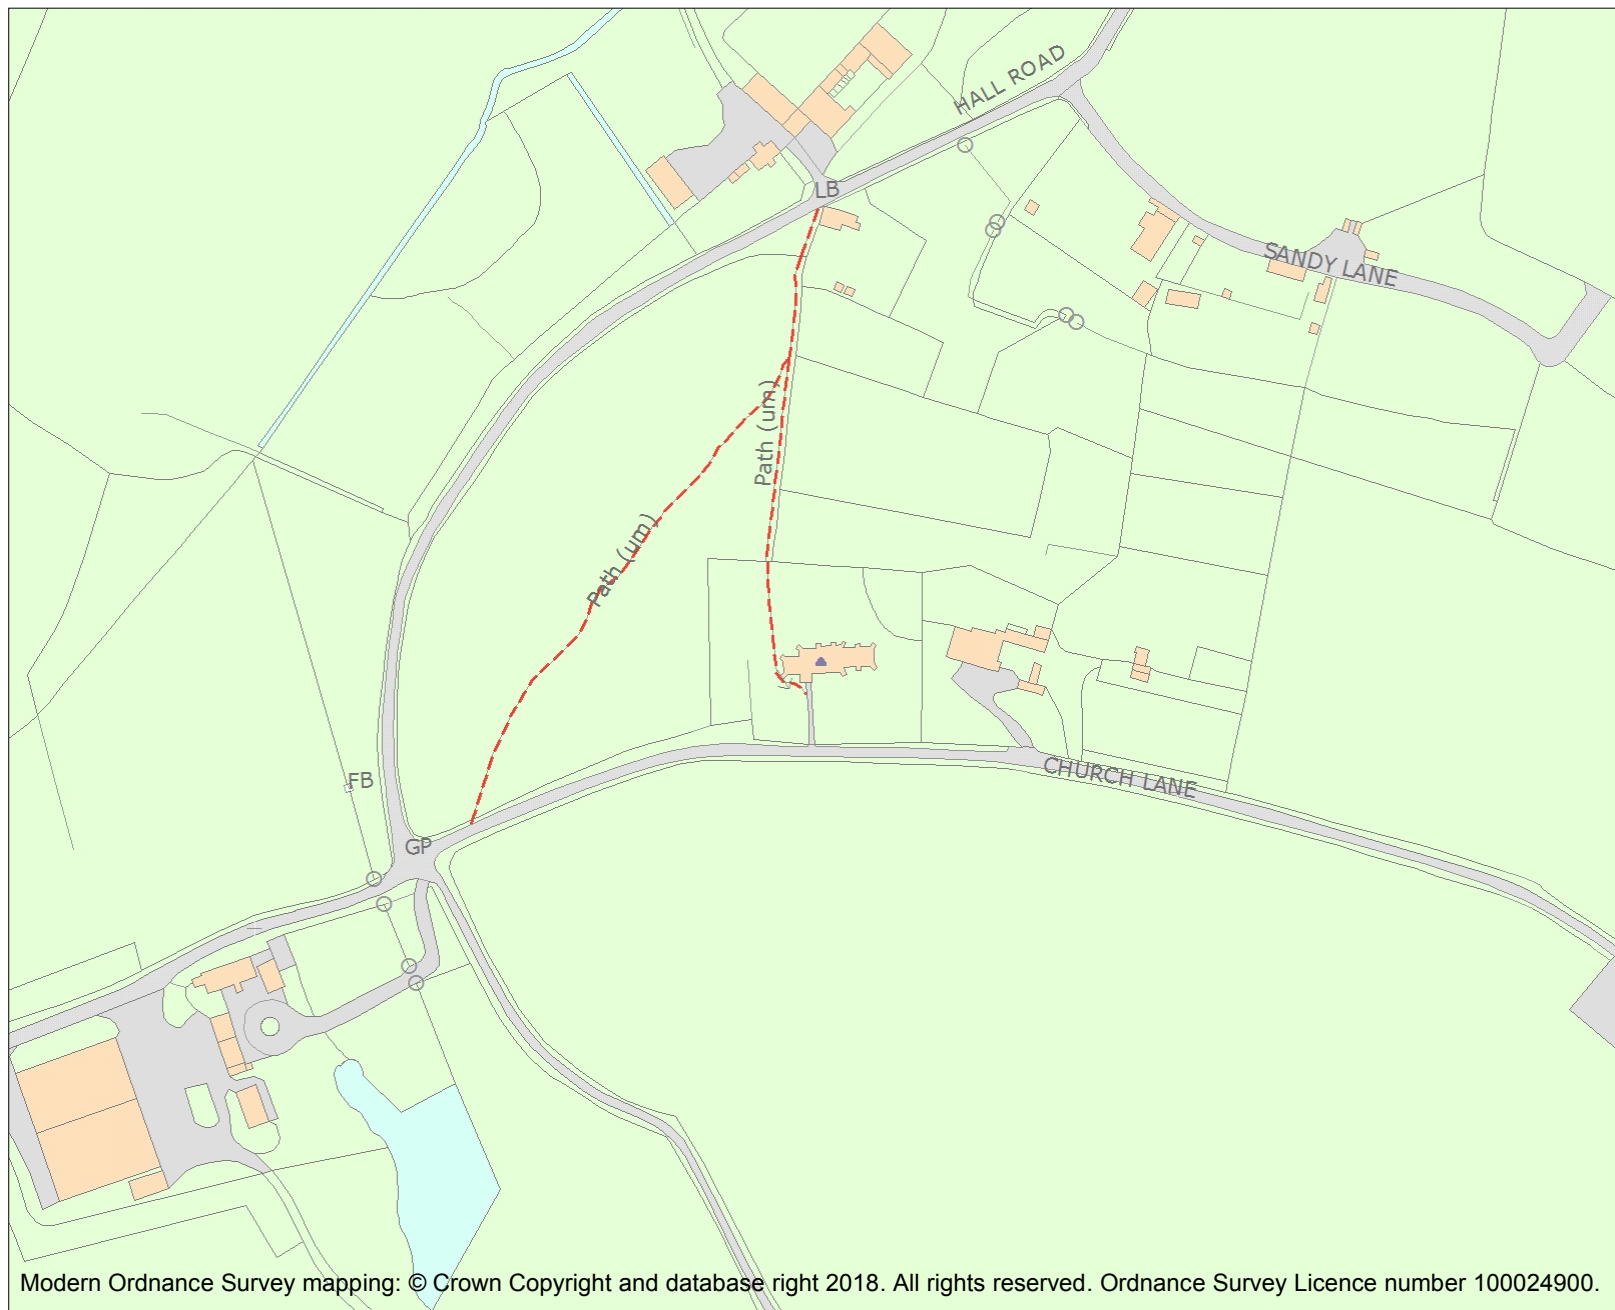 HALL ROAD
LB
SANDY LANE
Path (um)
Path (um)
FB
CHURCH LANE
GP
Modern Ordnance Survey mapping: © Crown Copyright and database right 2018. All rights reserved. Ordnance Survey Licence number 100024900.